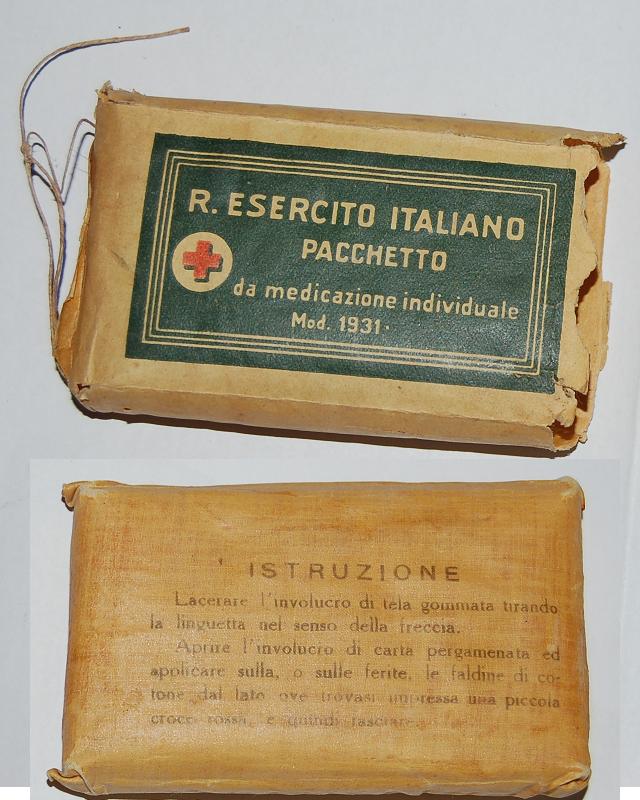 R. ESERCITO ITALIANO
PACCHETTO
da medicazione individuale
Mod. 1931.
ISTRUZIONE
Lacerare l'involucro di tela gommata tirando
la linguetta nel senso della freccia.
Aprire l'involucro di carta pergamenata ed
applicare sulla, o sulle ferite, le faldine di co-
tone dal lato ove trovasi impressa una piccola
croce rossa, e quindi fasciare.